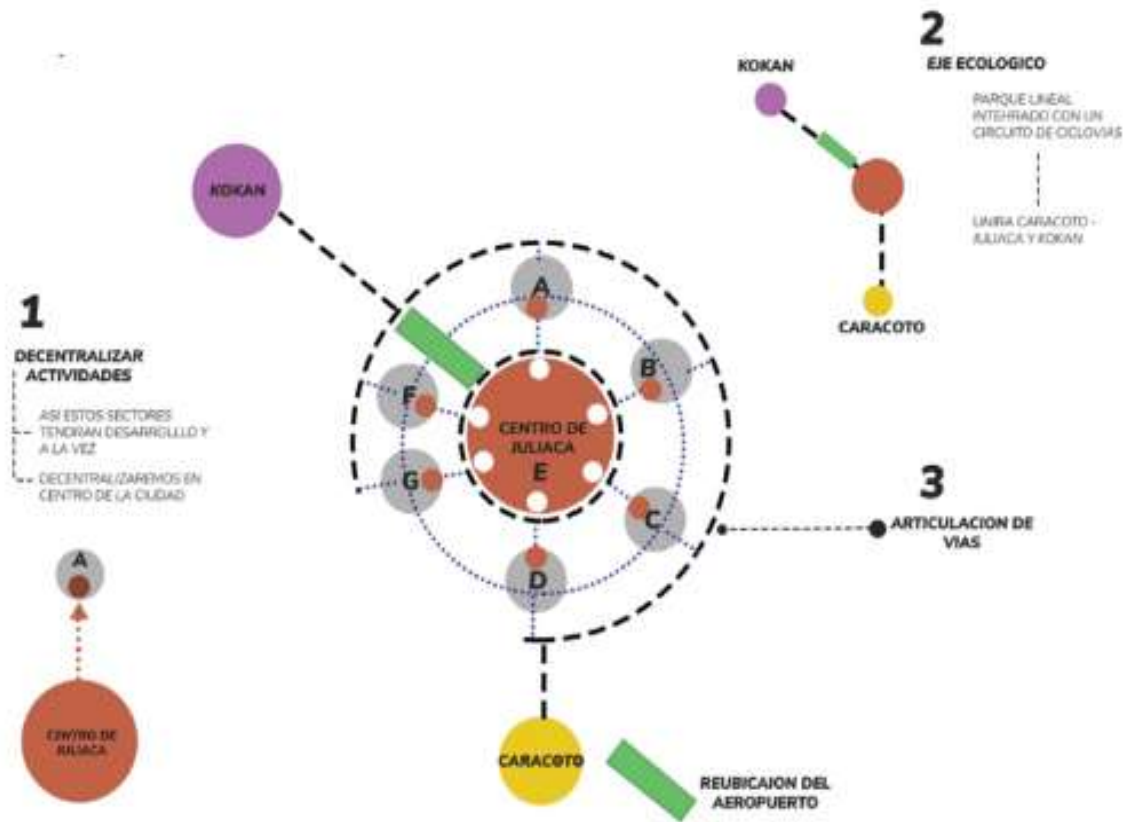 2
EJE ECOLOGICO
KOKAN
PARQUE LINEAL
INTEHRADO CON UN
CIRCUITO DE CICLOVIAS
UNIRA CARACOTO -
JULIACA Y KOKAN
CARACOTO
KOKAN
1
DECENTRALIZAR
ACTIVIDADES
ASI ESTOS SECTORES
TENDRAN DESARROLLLO Y
A LA VEZ
DECENTRALIZAREMOS EN
CENTRO DE LA CIUDAD
A
B
F
CENTRO DE
JULIACA
E
G
C
D
3
ARTICULACION DE
VIAS
A
CENTRO DE
JULIACA
CARACOTO
REUBICAION DEL
AEROPUERTO